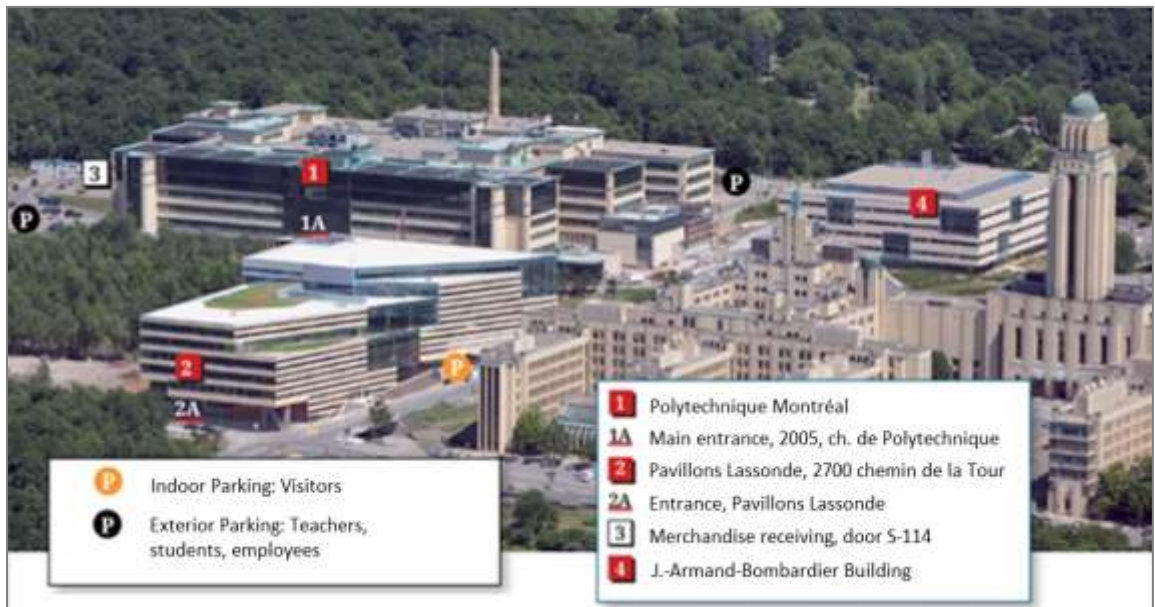 1
3
P
P
4
1A
2
P
2A
1 Polytechnique Montréal
1A Main entrance, 2005, ch. de Polytechnique
2 Pavillons Lassonde, 2700 chemin de la Tour
2A Entrance, Pavillons Lassonde
3 Merchandise receiving, door S-114
4 J.-Armand-Bombardier Building
P Indoor Parking: Visitors
P Exterior Parking: Teachers,
students, employees